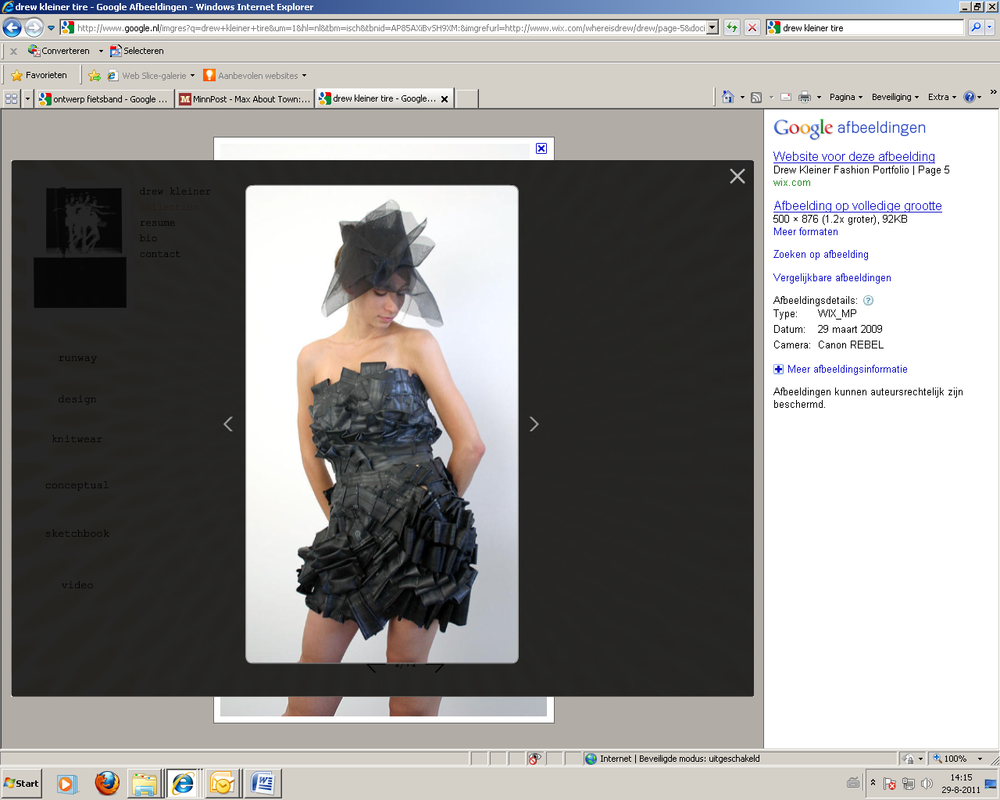 drew kleiner tire - Google Afbeeldingen - Windows Internet Explorer
http://www.google.nl/imgres?q=drew+kleiner+tire&um=1&hl=nl&tbm=isch&tbnid=AP85AXiBvSH9XM:&imgrefurl=http://www.wix.com/whereisdrew/drew/page-5&doci
drew kleiner tire
Converteren
Selecteren
Favorieten
Web Slice-galerie
Aanbevolen websites
ontwerp fietsband - Google ...
MinnPost - Max About Town:...
drew kleiner tire - Google...
Pagina
Beveiliging
Extra
Google afbeeldingen
Website voor deze afbeelding
Drew Kleiner Fashion Portfolio | Page 5
wix.com
Afbeelding op volledige grootte
500 × 876 (1.2x groter), 92KB
Meer formaten
Zoeken op afbeelding
Vergelijkbare afbeeldingen
Afbeeldingsdetails:
Type: WIX_MP
Datum: 29 maart 2009
Camera: Canon REBEL
Meer afbeeldingsinformatie
Afbeeldingen kunnen auteursrechtelijk zijn
beschermd.
drew kleiner
collection
resume
bio
contact
runway
design
knitwear
conceptual
sketchbook
video
Internet | Beveiligde modus: uitgeschakeld
100%
Start
14:15
29-8-2011